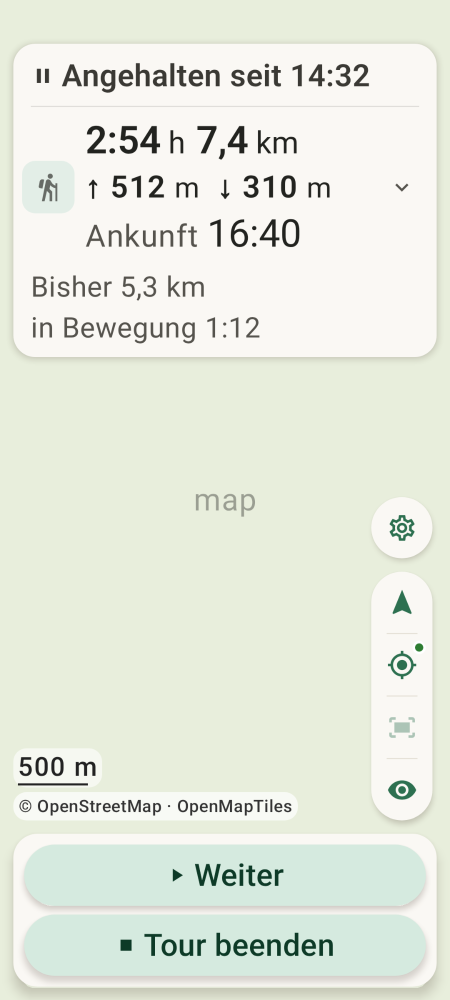 Angehalten seit 14:32
2:54 h 7,4 km
↑ 512 m ↓ 310 m
Ankunft 16:40
Bisher 5,3 km
in Bewegung 1:12
map
500 m
© OpenStreetMap · OpenMapTiles
Weiter
Tour beenden